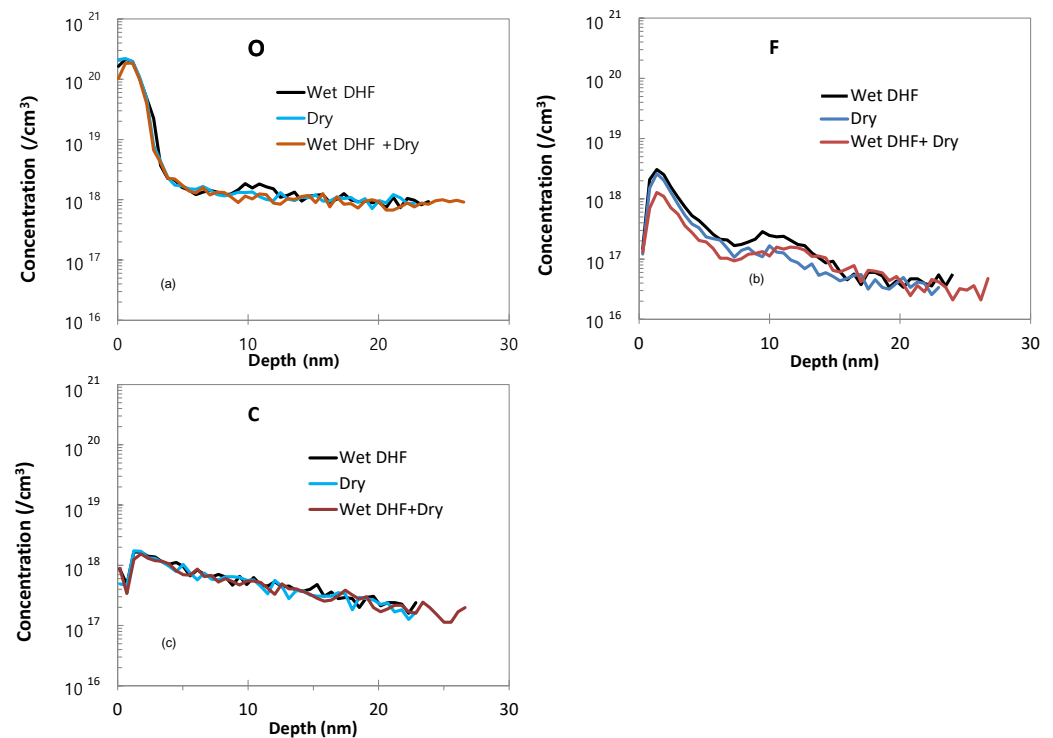 O
Concentration (/cm³)
10 21
10 20
10 19
10 18
10 17
10 16
Wet DHF
Dry
Wet DHF +Dry
(a)
0 10 20 30
Depth (nm)
F
Concentration (/cm³)
10 21
10 20
10 19
10 18
10 17
10 16
Wet DHF
Dry
Wet DHF+ Dry
(b)
0 10 20 30
Depth (nm)
C
Concentration (/cm³)
10 21
10 20
10 19
10 18
10 17
10 16
Wet DHF
Dry
Wet DHF+Dry
(c)
0 10 20 30
Depth (nm)